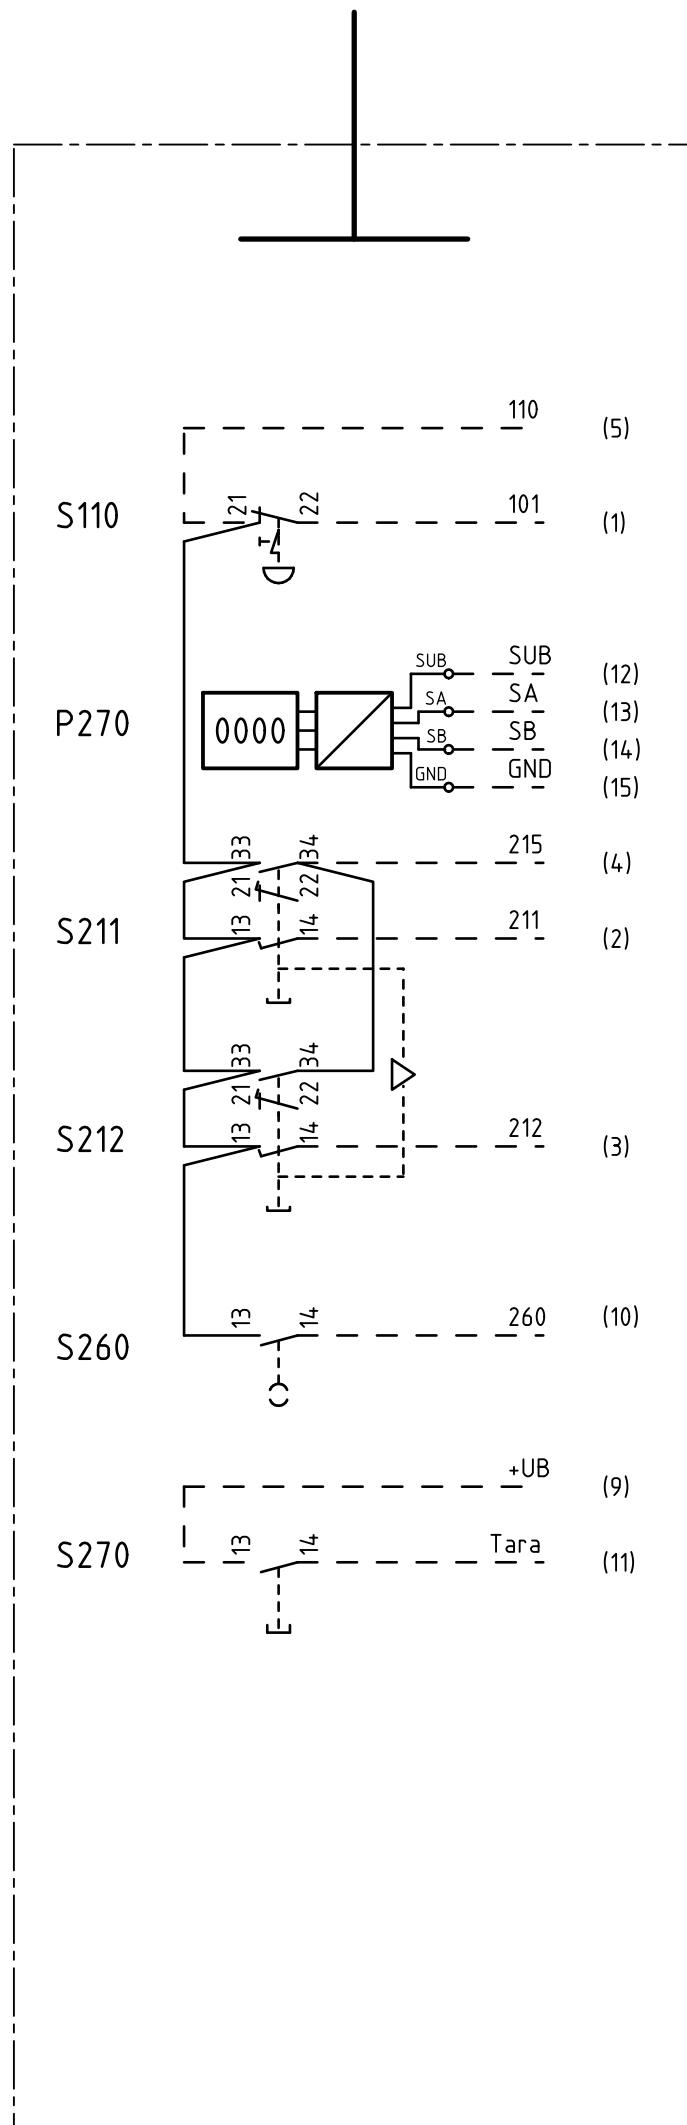 110 (5)
S110 21 22 101 (1)
SUB SUB (12)
P270 0000 SA SA (13)
SB SB (14)
GND GND (15)
33 34 215 (4)
21 22
S211 13 14 211 (2)
33 34
21 22
S212 13 14 212 (3)
S260 13 14 260 (10)
+UB (9)
S270 13 14 Tara (11)